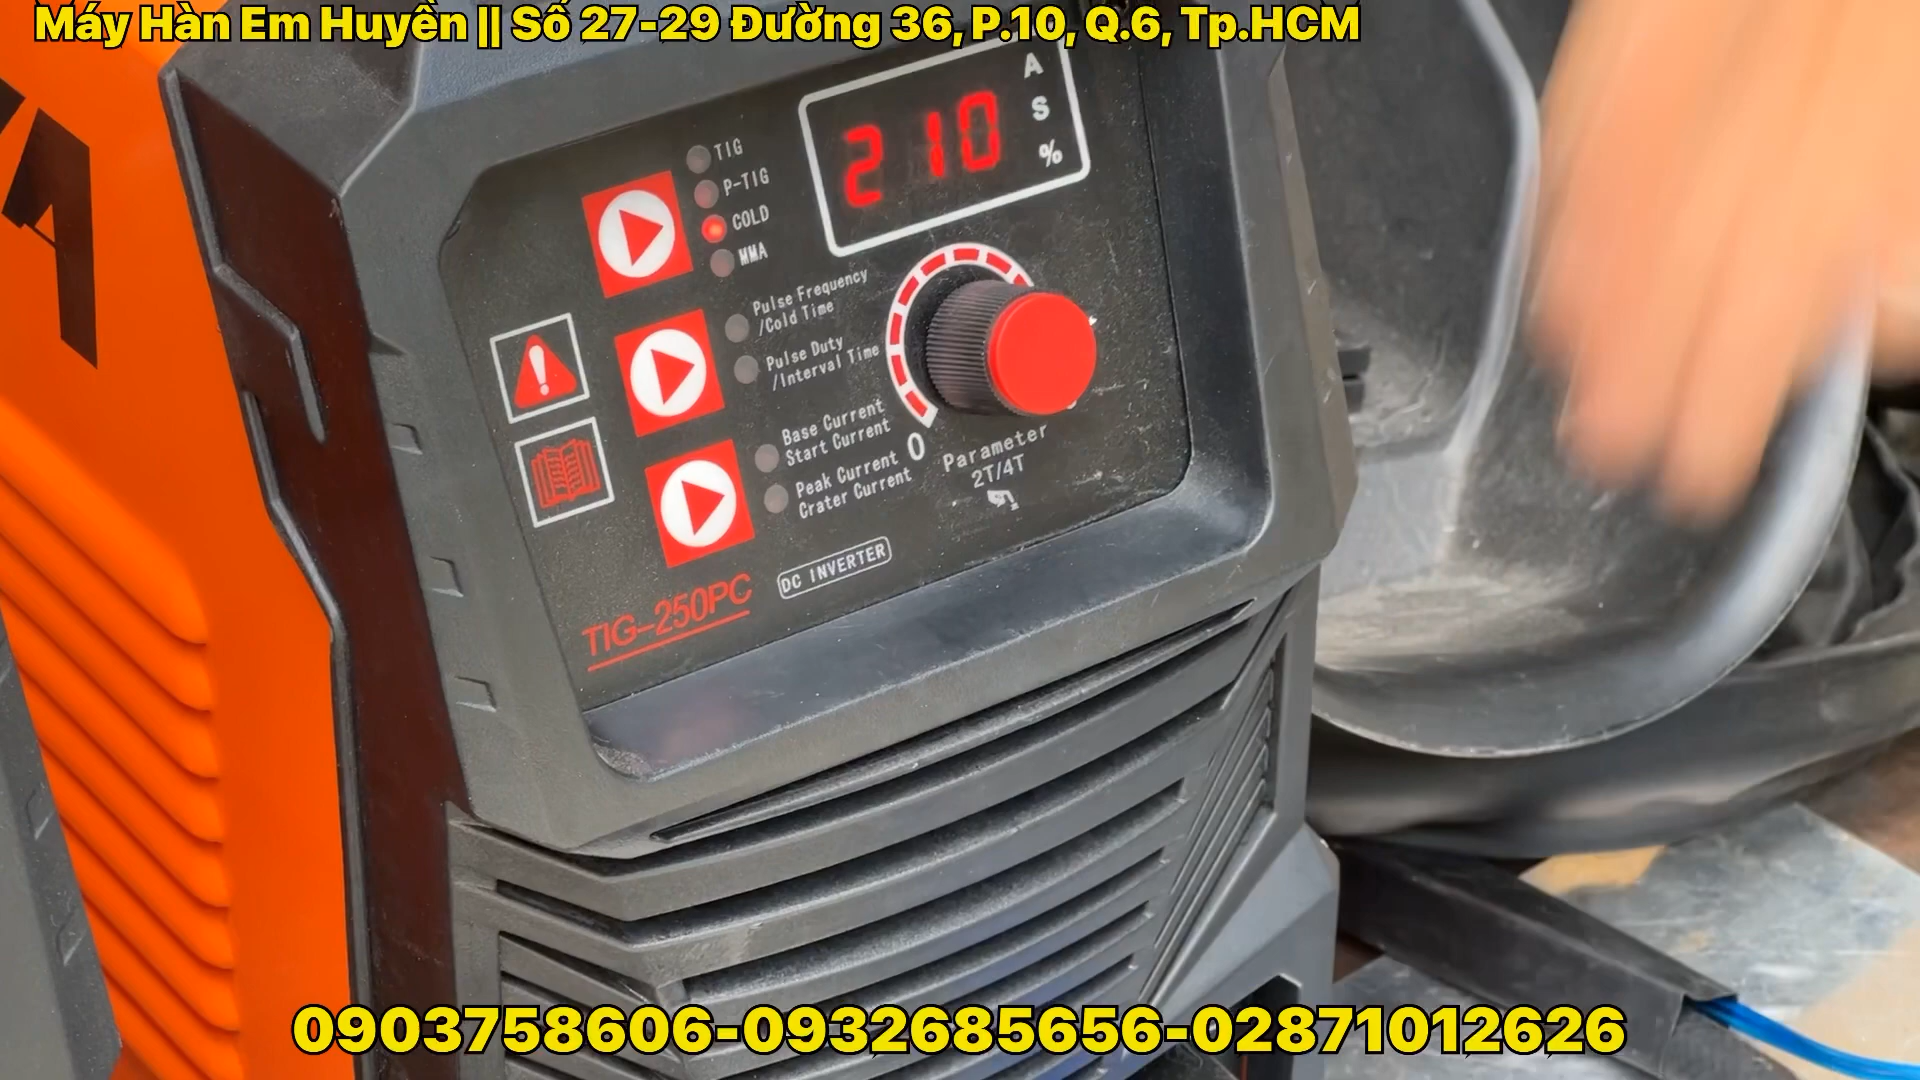 Máy Hàn Em Huyền || Số 27-29 Đường 36, P.10, Q.6, Tp.HCM
210
A
S
%
TIG
P-TIG
COLD
MMA
Pulse Frequency
/Cold Time
Pulse Duty
/Interval Time
Base Current
Start Current
Peak Current
Crater Current
0
Parameter
2T/4T
DC INVERTER
TIG-250PC
0903758606-0932685656-02871012626